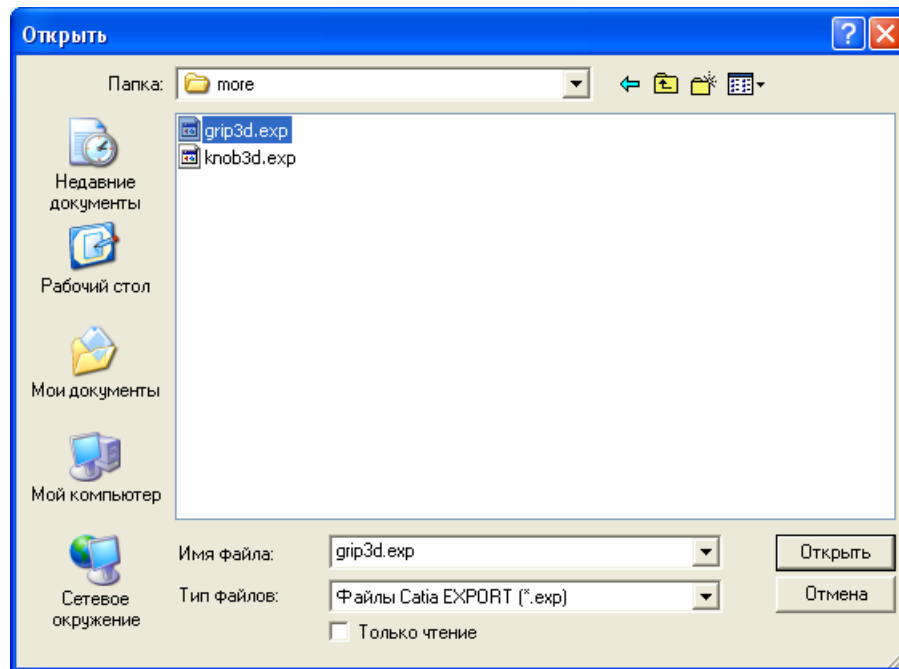 Открыть
Папка:
more
grip3d.exp
knob3d.exp
Недавние
документы
Рабочий стол
Мои документы
Мой компьютер
Сетевое
окружение
Имя файла:
grip3d.exp
Открыть
Тип файлов:
Файлы Catia EXPORT (*.exp)
Отмена
Только чтение